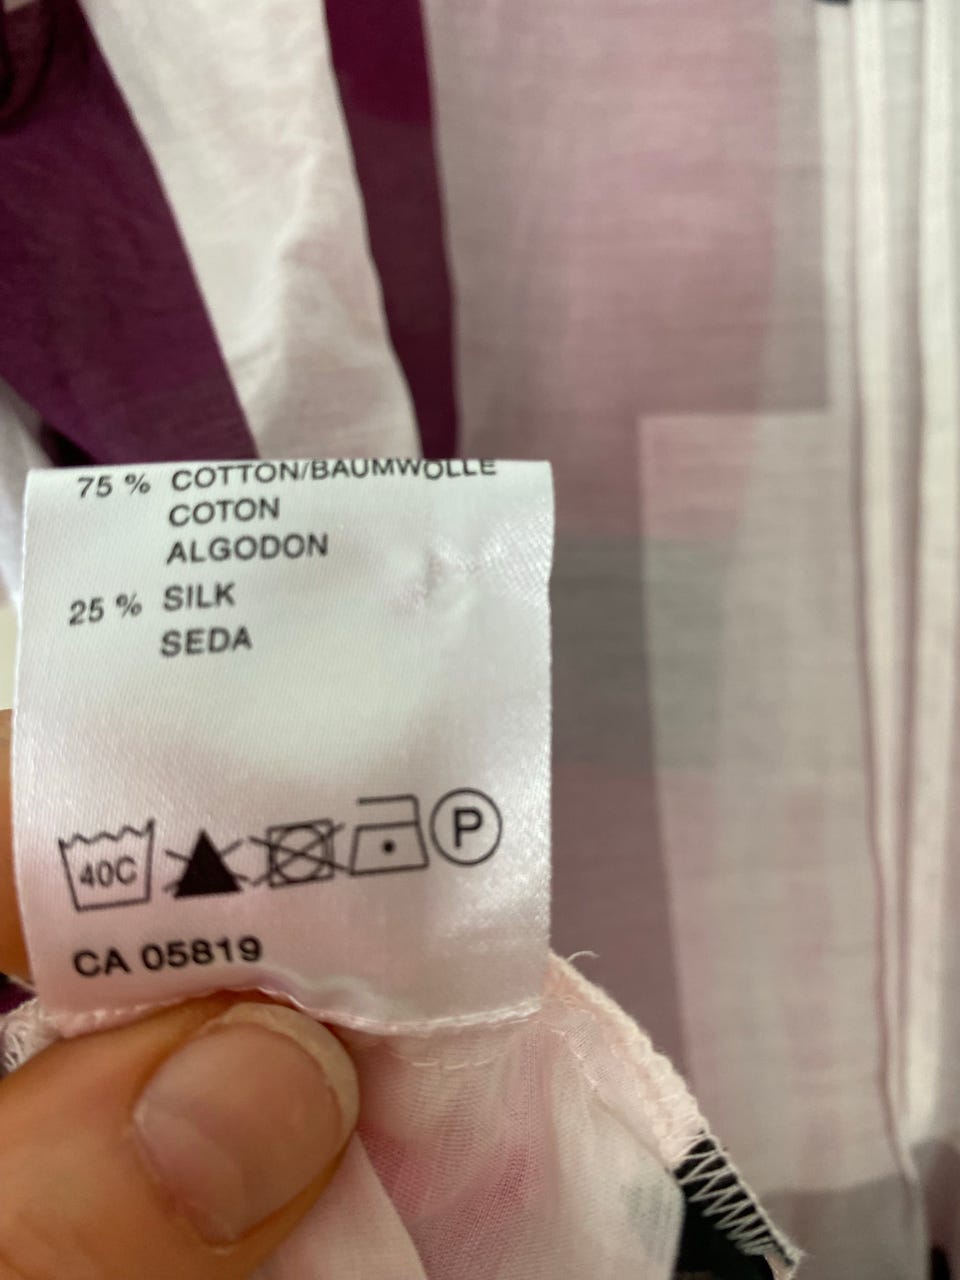 75 % COTTON/BAUMWOLLE
COTON
ALGODON
25 % SILK
SEDA
40C P
CA 05819